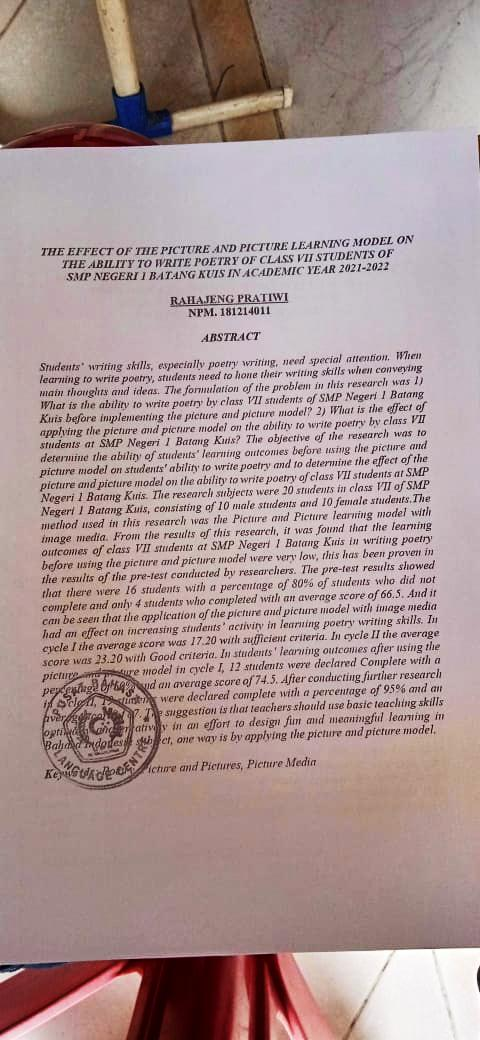 THE EFFECT OF THE PICTURE AND PICTURE LEARNING MODEL ON
THE ABILITY TO WRITE POETRY OF CLASS VII STUDENTS OF
SMP NEGERI 1 BATANG KUIS IN ACADEMIC YEAR 2021-2022
RAHAJENG PRATIWI
NPM. 181214011
ABSTRACT
Students' writing skills, especially poetry writing, need special attention. When
learning to write poetry, students need to hone their writing skills when conveying
main thoughts and ideas. The formulation of the problem in this research was 1)
What is the ability to write poetry by class VII students of SMP Negeri 1 Batang
Kuis before implementing the picture and picture model? 2) What is the effect of
applying the picture and picture model on the ability to write poetry by class VII
students at SMP Negeri 1 Batang Kuis? The objective of the research was to
determine the ability of students' learning outcomes before using the picture and
picture model on students' ability to write poetry and to determine the effect of the
picture and picture model on the ability to write poetry of class VII students at SMP
Negeri 1 Batang Kuis. The research subjects were 20 students in class VII of SMP
Negeri 1 Batang Kuis, consisting of 10 male students and 10 female students.The
method used in this research was the Picture and Picture learning model with
image media. From the results of this research, it was found that the learning
outcomes of class VII students at SMP Negeri 1 Batang Kuis in writing poetry
before using the picture and picture model were very low, this has been proven in
the results of the pre-test conducted by researchers. The pre-test results showed
that there were 16 students with a percentage of 80% of students who did not
complete and only 4 students who completed with an average score of 66.5. And it
can be seen that the application of the picture and picture model with image media
had an effect on increasing students' activity in learning poetry writing skills. In
cycle I the average score was 17.20 with sufficient criteria. In cycle II the average
score was 23.20 with Good criteria. In students' learning outcomes after using the
picture and picture model in cycle I, 12 students were declared Complete with a
percentage of and an average score of 74.5. After conducting further research
in cycle II, students were declared complete with a percentage of 95% and an
average The suggestion is that teachers should use basic teaching skills
in an effort to design fun and meaningful learning in
Bahasa Indonesia subject, one way is by applying the picture and picture model.
Keywords: Poetry, Picture and Pictures, Picture Media
PUSAT BAHASA
LANGUAGE CENTRE